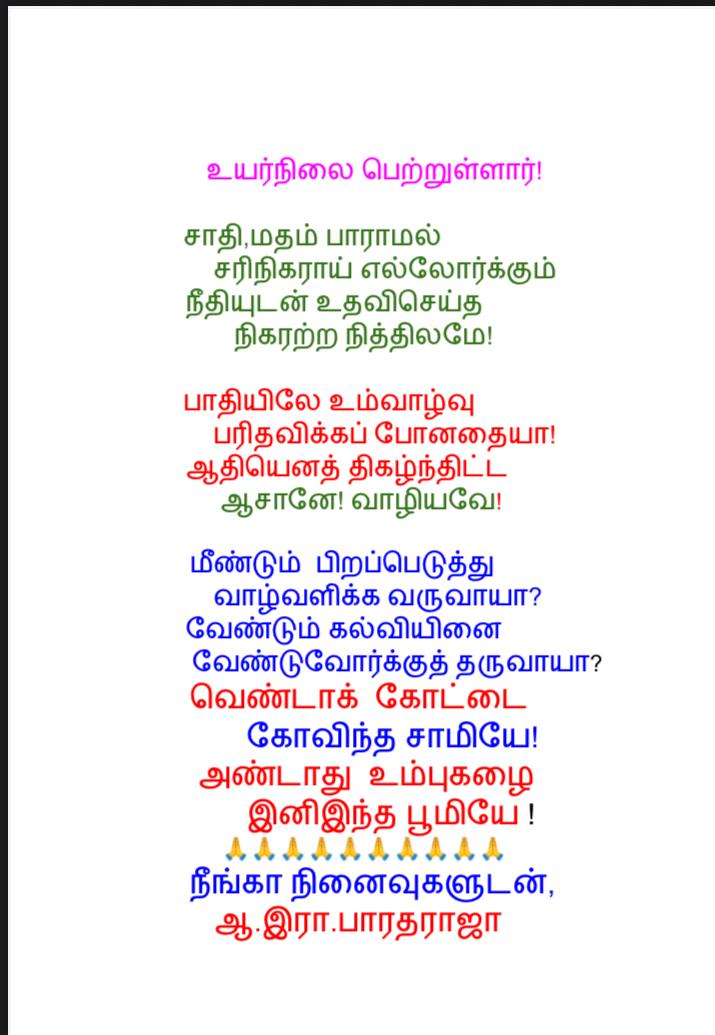 உயர்நிலை பெற்றுள்ளார்!
சாதி,மதம் பாராமல்
சரிநிகராய் எல்லோர்க்கும்
நீதியுடன் உதவிசெய்த
நிகரற்ற நித்திலமே!
பாதியிலே உம்வாழ்வு
பரிதவிக்கப் போனதையா!
ஆதியெனத் திகழ்ந்திட்ட
ஆசானே! வாழியவே!
மீண்டும் பிறப்பெடுத்து
வாழ்வளிக்க வருவாயா?
வேண்டும் கல்வியினை
வேண்டுவோர்க்குத் தருவாயா?
வெண்டாக் கோட்டை
கோவிந்த சாமியே!
அண்டாது உம்புகழை
இனிஇந்த பூமியே !
🙏🙏🙏🙏🙏🙏🙏🙏🙏🙏
நீங்கா நினைவுகளுடன்,
ஆ.இரா.பாரதராஜா